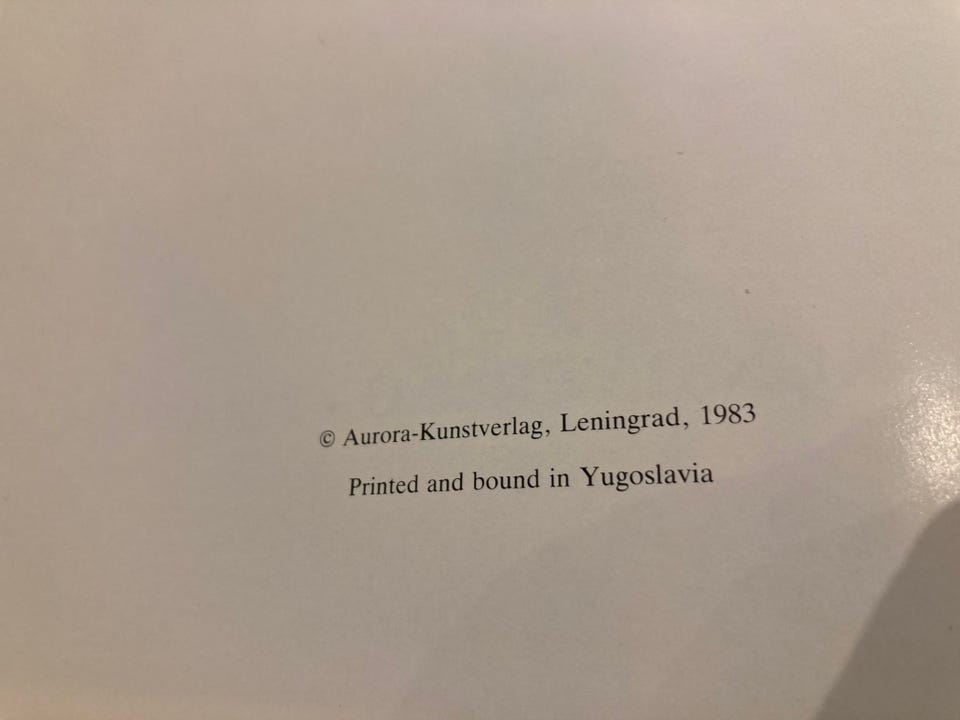 © Aurora-Kunstverlag, Leningrad, 1983
Printed and bound in Yugoslavia